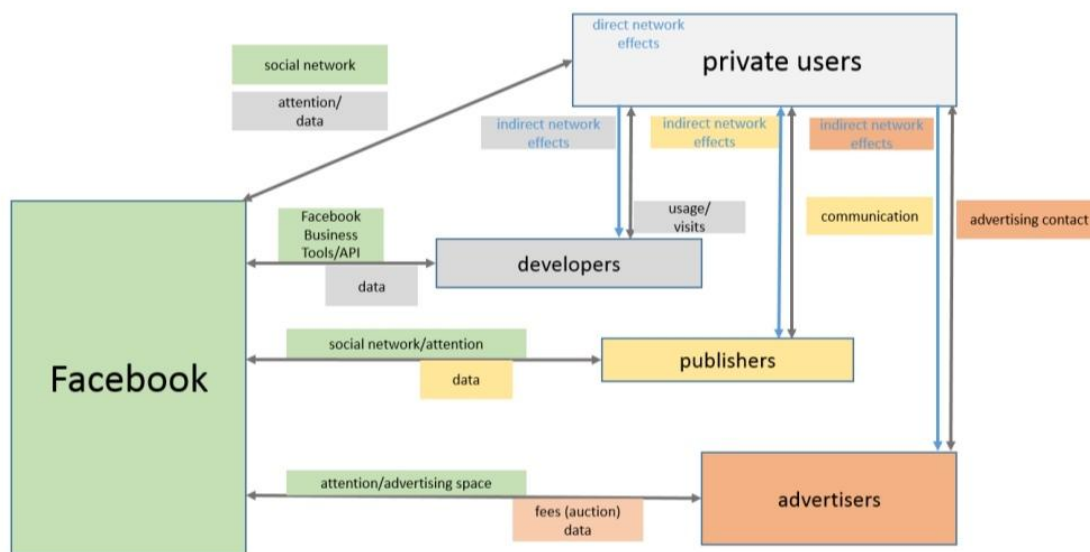 direct network
effects
private users
social network
attention/
data
indirect network
effects
indirect network
effects
indirect network
effects
usage/
visits
communication
advertising contact
Facebook
Business
Tools/API
developers
data
social network/attention
publishers
data
Facebook
attention/advertising space
advertisers
fees (auction)
data